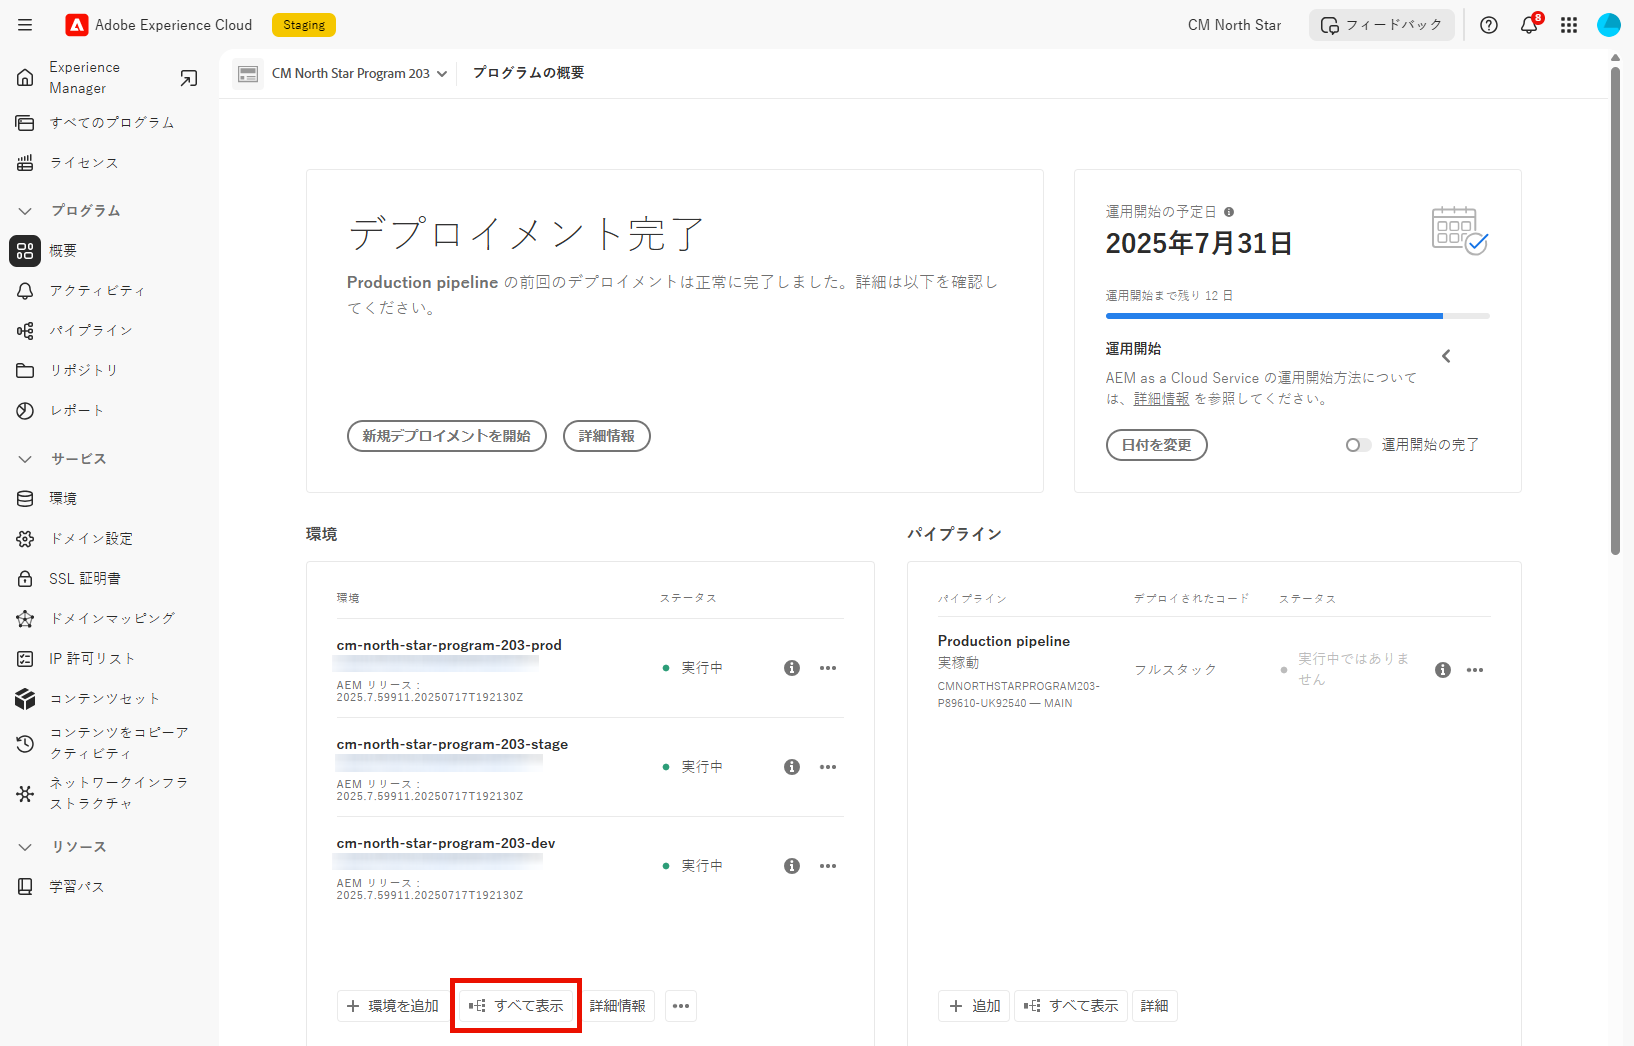 Adobe Experience Cloud
Staging
CM North Star
フィードバック
8
Experience
Manager
すべてのプログラム
ライセンス
プログラム
概要
アクティビティ
パイプライン
リポジトリ
レポート
サービス
環境
ドメイン設定
SSL 証明書
ドメインマッピング
IP 許可リスト
コンテンツセット
コンテンツをコピーア
クティビティ
ネットワークインフラ
ストラクチャ
リソース
学習パス
CM North Star Program 203
プログラムの概要
デプロイメント完了
Production pipeline の前回のデプロイメントは正常に完了しました。詳細は以下を確認し
てください。
新規デプロイメントを開始
詳細情報
運用開始の予定日
2025年7月31日
運用開始まで残り 12 日
運用開始
AEM as a Cloud Service の運用開始方法について
は、詳細情報 を参照してください。
日付を変更
運用開始の完了
環境
環境 ステータス
cm-north-star-program-203-prod
実行中
AEM リリース：
2025.7.59911.20250717T192130Z
cm-north-star-program-203-stage
実行中
AEM リリース：
2025.7.59911.20250717T192130Z
cm-north-star-program-203-dev
実行中
AEM リリース：
2025.7.59911.20250717T192130Z
環境を追加
すべて表示
詳細情報
パイプライン
パイプライン デプロイされたコード ステータス
Production pipeline
実稼動
CMNORTHSTARPROGRAM203-
P89610-UK92540 — MAIN
フルスタック
実行中ではありま
せん
追加
すべて表示
詳細